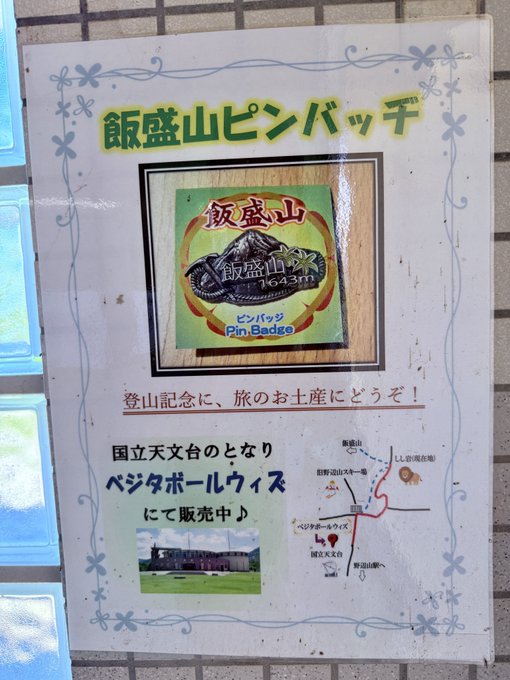 飯盛山ピンバッチ
飯盛山
飯盛山
1643m
ピンバッジ
Pin Badge
登山記念に、旅のお土産にどうぞ！
国立天文台のとなり
ベジタボールウィズ
にて販売中♪
飯盛山
しし岩(現在地)
旧野辺山スキー場
ベジタボールウィズ
国立天文台
野辺山駅へ